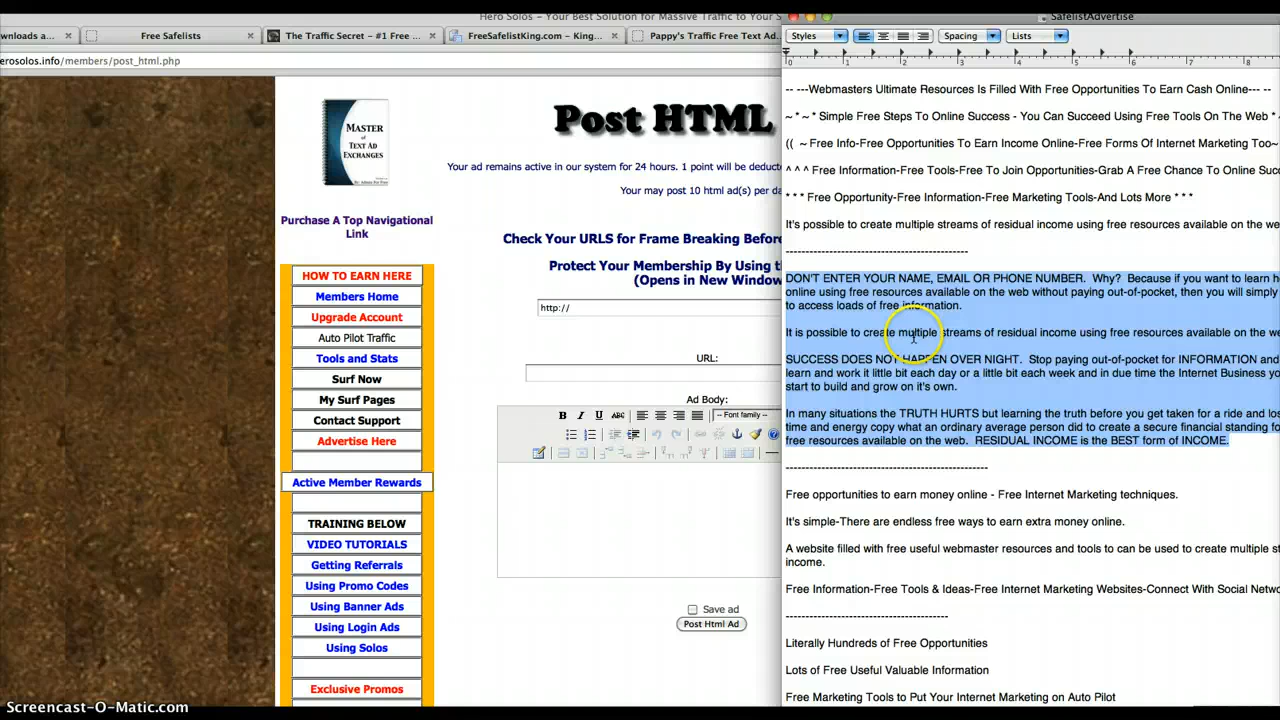 Hero Solos - Your Best Solution for Massive Traffic to Your S
SafelistAdvertise
ownloads a...
Free Safelists
The Traffic Secret – #1 Free ...
FreeSafelistKing.com – King...
Pappy's Traffic Free Text Ad...
Styles
Spacing
Lists
erosolos.info/members/post_html.php
0 1 2 3 4 5 6 7 8
MASTER
of
TEXT AD
EXCHANGES
Purchase A Top Navigational
Link
HOW TO EARN HERE
Members Home
Upgrade Account
Auto Pilot Traffic
Tools and Stats
Surf Now
My Surf Pages
Contact Support
Advertise Here
Active Member Rewards
TRAINING BELOW
VIDEO TUTORIALS
Getting Referrals
Using Promo Codes
Using Banner Ads
Using Login Ads
Using Solos
Exclusive Promos
Post HTML
Your ad remains active in our system for 24 hours. 1 point will be deducte
You may post 10 html ad(s) per da
Check Your URLS for Frame Breaking Before
Protect Your Membership By Using th
(Opens in New Window
http://
URL:
Ad Body:
B I U ABC
-- Font family --
Save ad
Post Html Ad
-- ---Webmasters Ultimate Resources Is Filled With Free Opportunities To Earn Cash Online--- --
~ * ~ * Simple Free Steps To Online Success - You Can Succeed Using Free Tools On The Web *
(( ~ Free Info-Free Opportunities To Earn Income Online-Free Forms Of Internet Marketing Too~
^ ^ ^ Free Information-Free Tools-Free To Join Opportunities-Grab A Free Chance To Online Succ
* * * Free Opportunity-Free Information-Free Marketing Tools-And Lots More * * *
It's possible to create multiple streams of residual income using free resources available on the we
----------------------------------------------
DON'T ENTER YOUR NAME, EMAIL OR PHONE NUMBER.  Why?  Because if you want to learn h
online using free resources available on the web without paying out-of-pocket, then you will simply
to access loads of free information.
It is possible to create multiple streams of residual income using free resources available on the we
SUCCESS DOES NOT HAPPEN OVER NIGHT.  Stop paying out-of-pocket for INFORMATION and
learn and work it little bit each day or a little bit each week and in due time the Internet Business yo
start to build and grow on it's own.
In many situations the TRUTH HURTS but learning the truth before you get taken for a ride and lo
time and energy copy what an ordinary average person did to create a secure financial standing fo
free resources available on the web.  RESIDUAL INCOME is the BEST form of INCOME.
---------------------------------------------------
Free opportunities to earn money online - Free Internet Marketing techniques.
It's simple-There are endless free ways to earn extra money online.
A website filled with free useful webmaster resources and tools to can be used to create multiple st
income.
Free Information-Free Tools & Ideas-Free Internet Marketing Websites-Connect With Social Netwo
-----------------------------------------
Literally Hundreds of Free Opportunities
Lots of Free Useful Valuable Information
Free Marketing Tools to Put Your Internet Marketing on Auto Pilot
Screencast-O-Matic.com